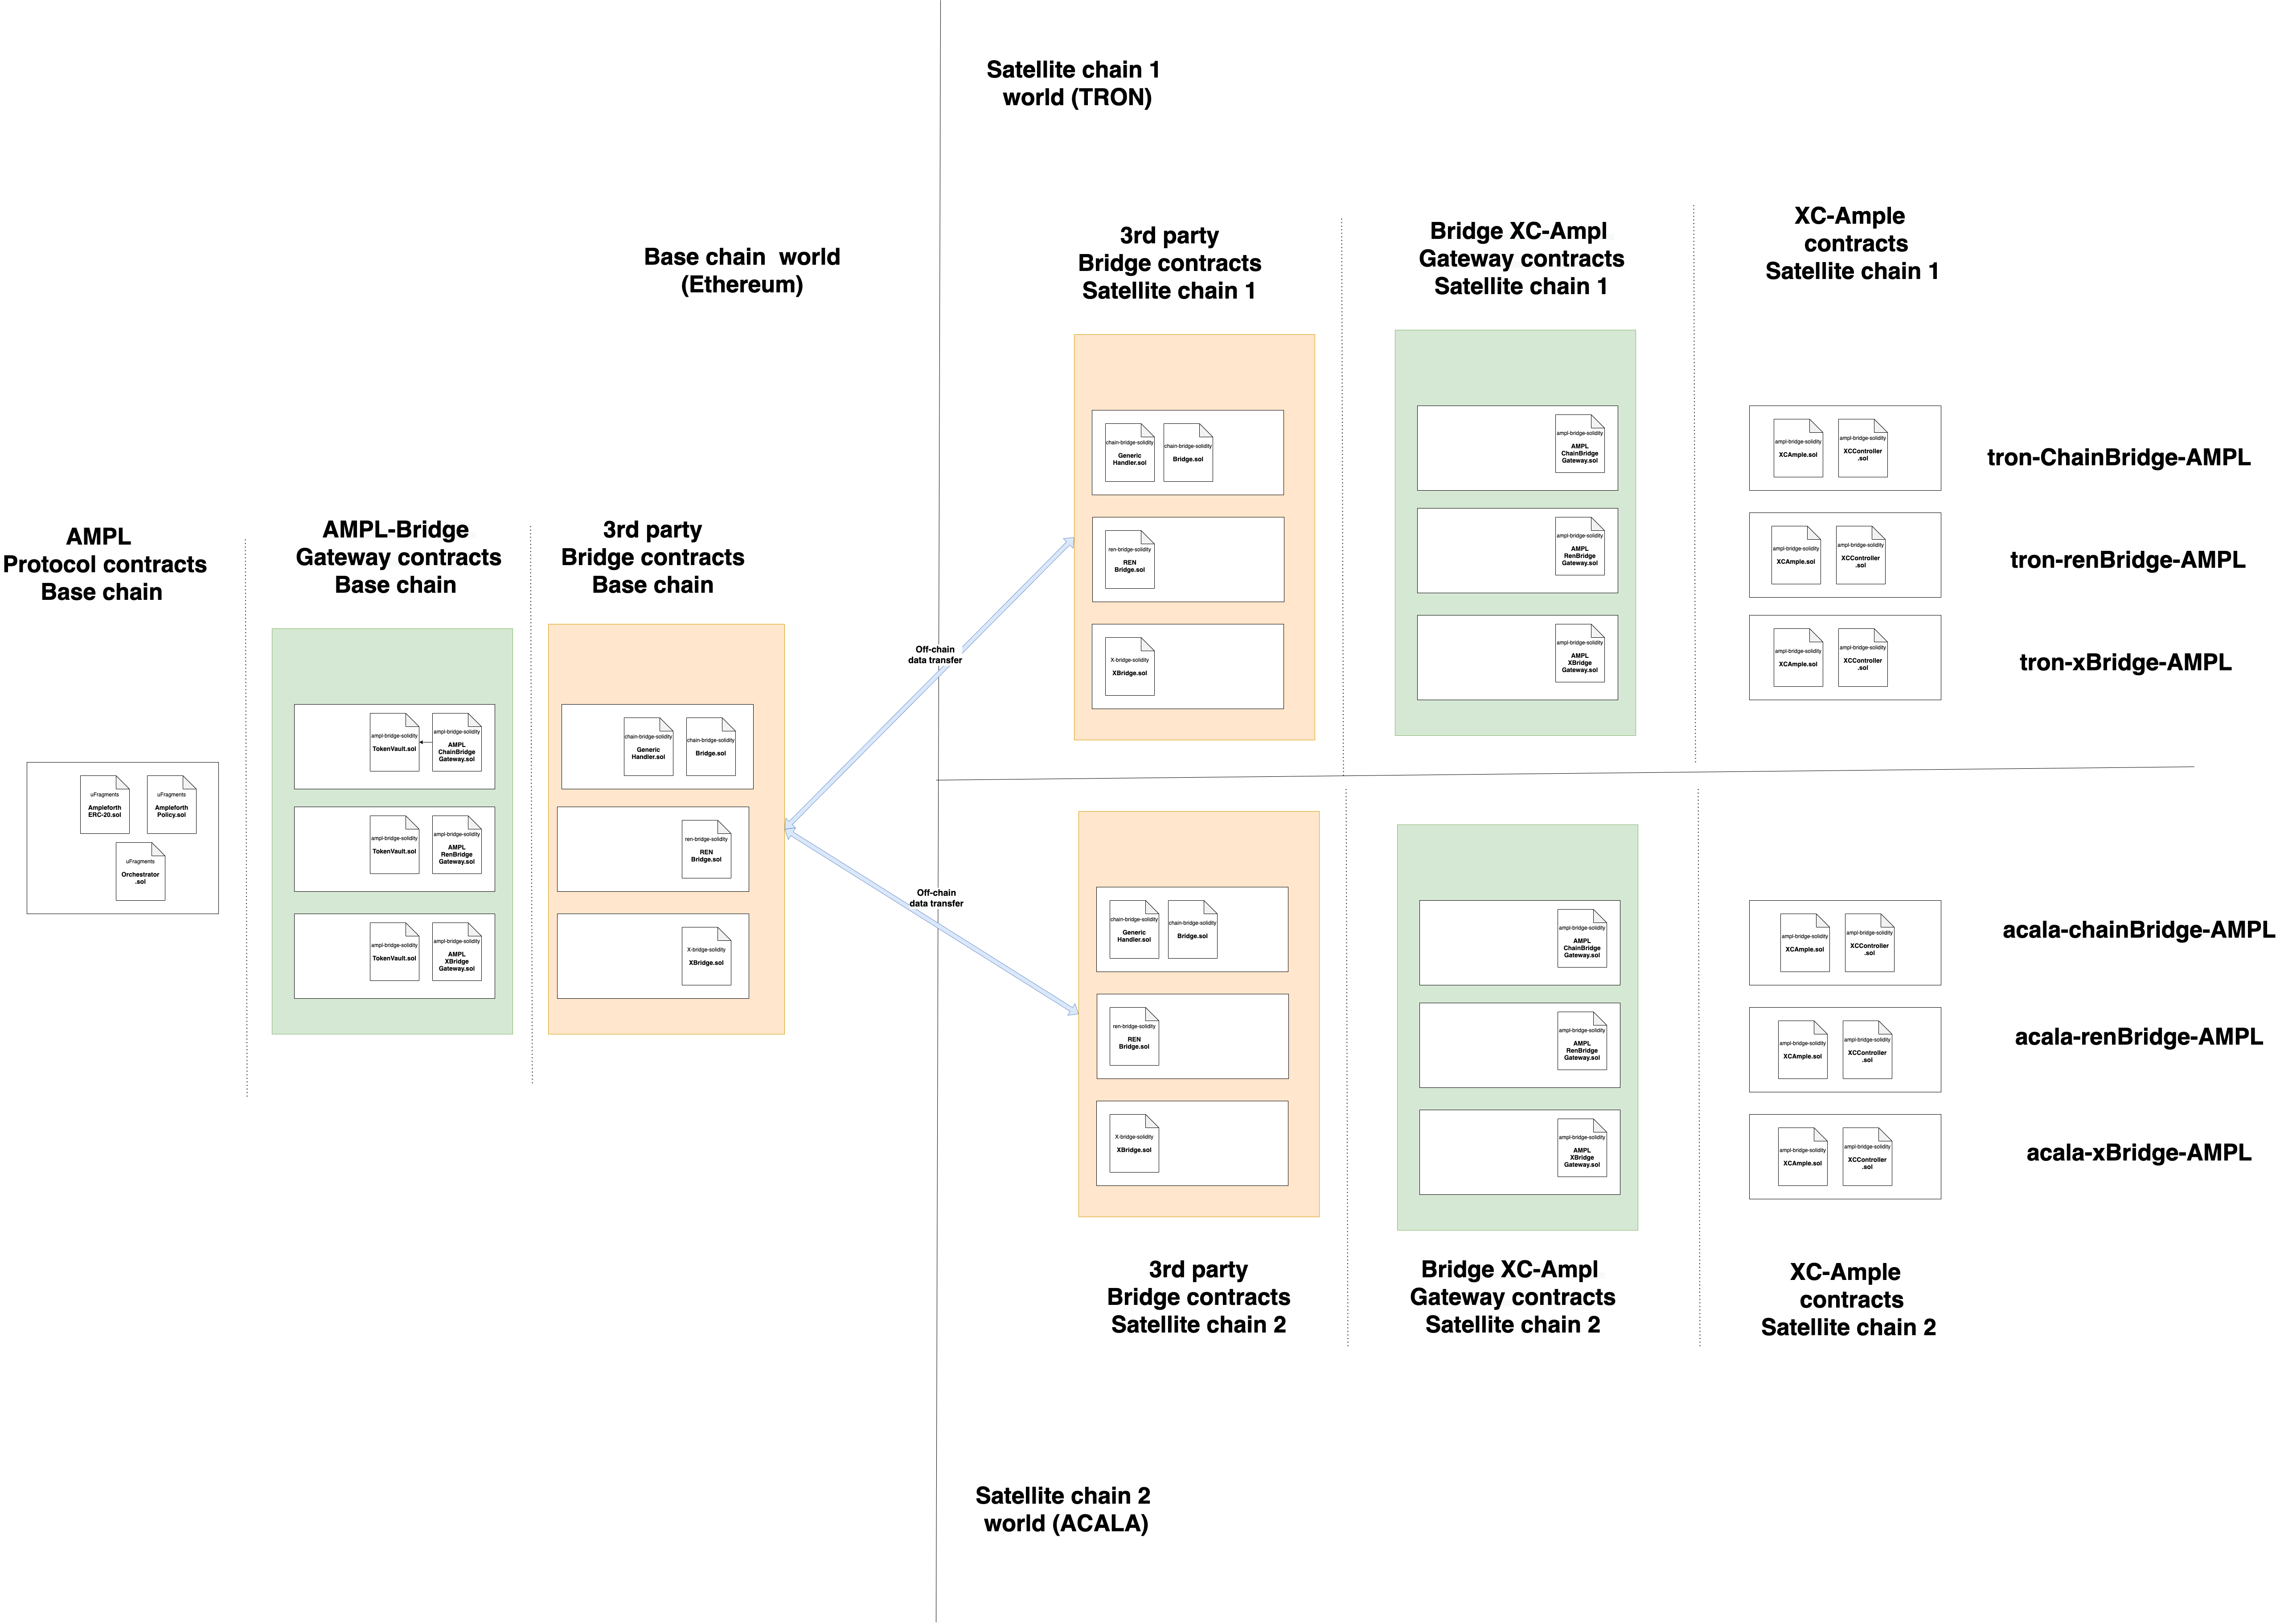 Satellite chain 1
world (TRON)
Base chain  world
(Ethereum)
3rd party
Bridge contracts
Satellite chain 1
Bridge XC-Ampl
Gateway contracts
Satellite chain 1
XC-Ample
contracts
Satellite chain 1
chain-bridge-solidity
Generic
Handler.sol
chain-bridge-solidity
Bridge.sol
ampl-bridge-solidity
AMPL
ChainBridge
Gateway.sol
ampl-bridge-solidity
XCAmple.sol
ampl-bridge-solidity
XCController
.sol
tron-ChainBridge-AMPL
ren-bridge-solidity
REN
Bridge.sol
ampl-bridge-solidity
AMPL
RenBridge
Gateway.sol
ampl-bridge-solidity
XCAmple.sol
ampl-bridge-solidity
XCController
.sol
tron-renBridge-AMPL
X-bridge-solidity
XBridge.sol
ampl-bridge-solidity
AMPL
XBridge
Gateway.sol
ampl-bridge-solidity
XCAmple.sol
ampl-bridge-solidity
XCController
.sol
tron-xBridge-AMPL
AMPL
Protocol contracts
Base chain
AMPL-Bridge
Gateway contracts
Base chain
3rd party
Bridge contracts
Base chain
Off-chain
data transfer
uFragments
Ampleforth
ERC-20.sol
uFragments
Ampleforth
Policy.sol
uFragments
Orchestrator
.sol
ampl-bridge-solidity
TokenVault.sol
ampl-bridge-solidity
AMPL
ChainBridge
Gateway.sol
chain-bridge-solidity
Generic
Handler.sol
chain-bridge-solidity
Bridge.sol
ampl-bridge-solidity
TokenVault.sol
ampl-bridge-solidity
AMPL
RenBridge
Gateway.sol
ren-bridge-solidity
REN
Bridge.sol
ampl-bridge-solidity
TokenVault.sol
ampl-bridge-solidity
AMPL
XBridge
Gateway.sol
X-bridge-solidity
XBridge.sol
Off-chain
data transfer
chain-bridge-solidity
Generic
Handler.sol
chain-bridge-solidity
Bridge.sol
ampl-bridge-solidity
AMPL
ChainBridge
Gateway.sol
ampl-bridge-solidity
XCAmple.sol
ampl-bridge-solidity
XCController
.sol
acala-chainBridge-AMPL
ren-bridge-solidity
REN
Bridge.sol
ampl-bridge-solidity
AMPL
RenBridge
Gateway.sol
ampl-bridge-solidity
XCAmple.sol
ampl-bridge-solidity
XCController
.sol
acala-renBridge-AMPL
X-bridge-solidity
XBridge.sol
ampl-bridge-solidity
AMPL
XBridge
Gateway.sol
ampl-bridge-solidity
XCAmple.sol
ampl-bridge-solidity
XCController
.sol
acala-xBridge-AMPL
3rd party
Bridge contracts
Satellite chain 2
Bridge XC-Ampl
Gateway contracts
Satellite chain 2
XC-Ample
contracts
Satellite chain 2
Satellite chain 2
world (ACALA)